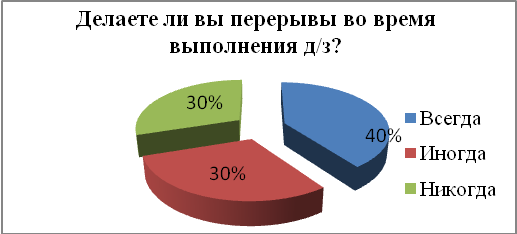 Делаете ли вы перерывы во время
выполнения д/з?
30%
40%
30%
Всегда
Иногда
Никогда